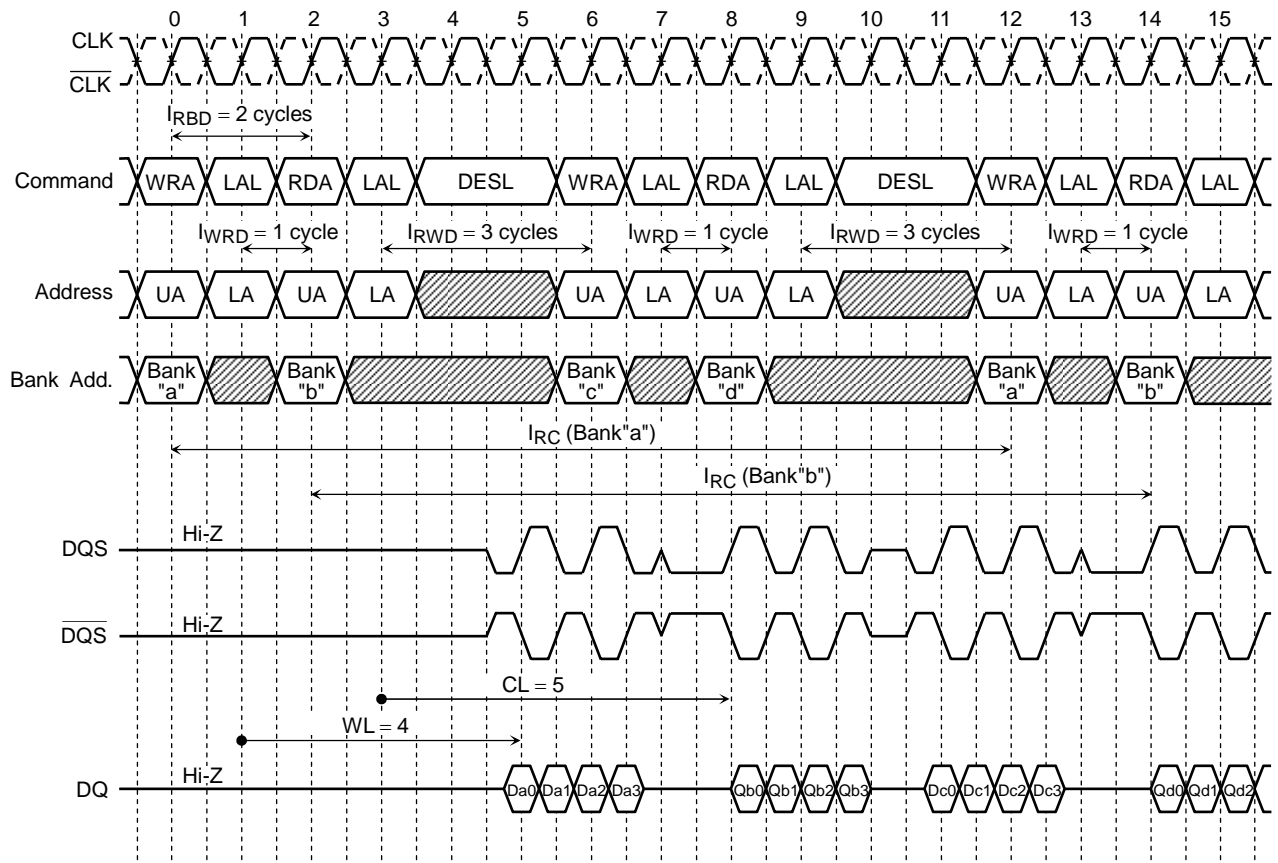 0 1 2 3 4 5 6 7 8 9 10 11 12 13 14 15
CLK
CLK
IRBD = 2 cycles
Command WRA LAL RDA LAL DESL WRA LAL RDA LAL DESL WRA LAL RDA LAL
IWRD = 1 cycle IRWD = 3 cycles IWRD = 1 cycle IRWD = 3 cycles IWRD = 1 cycle
Address UA LA UA LA UA LA UA LA UA LA UA LA
Bank Add. Bank "a" Bank "b" Bank "c" Bank "d" Bank "a" Bank "b"
IRC (Bank"a")
IRC (Bank"b")
DQS Hi-Z
DQS Hi-Z
CL = 5
WL = 4
DQ Hi-Z Da0 Da1 Da2 Da3 Qb0 Qb1 Qb2 Qb3 Dc0 Dc1 Dc2 Dc3 Qd0 Qd1 Qd2